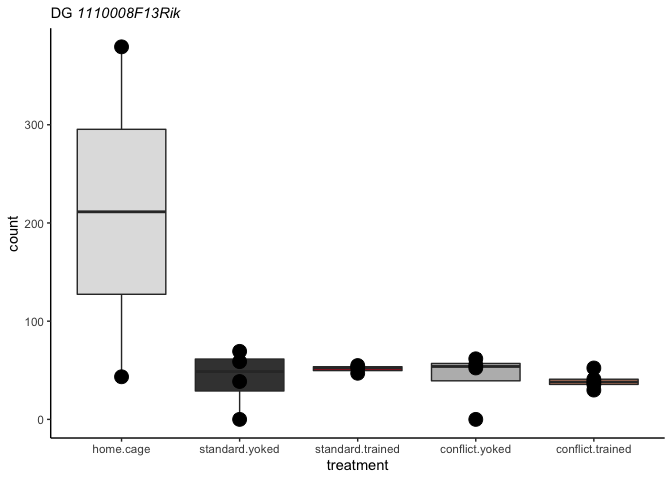 DG 1110008F13Rik
count
300
200
100
0
home.cage standard.yoked standard.trained conflict.yoked conflict.trained
treatment